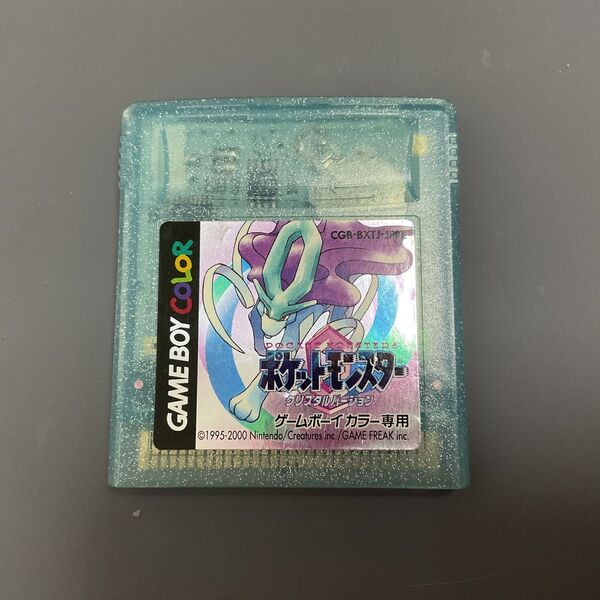 GAME BOY COLOR
CGB-BXTJ-JPN
POCKET MONSTERS
ポケットモンスター
クリスタルバージョン
ゲームボーイカラー専用
©1995-2000 Nintendo/Creatures inc./GAME FREAK inc.